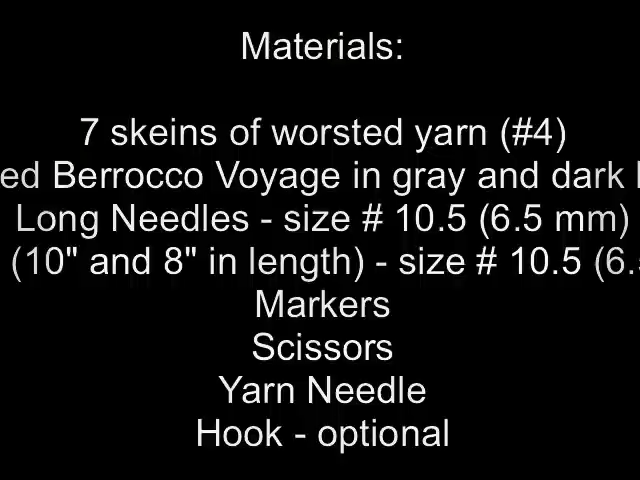 Materials:
7 skeins of worsted yarn (#4)
ed Berrocco Voyage in gray and dark
Long Needles - size # 10.5 (6.5 mm)
(10" and 8" in length) - size # 10.5 (6.
Markers
Scissors
Yarn Needle
Hook - optional